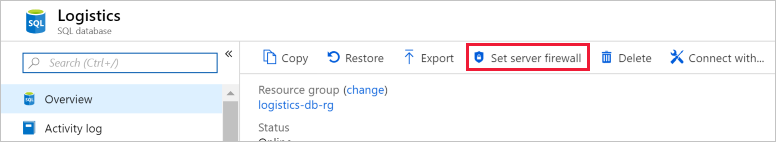 Logistics
SQL database
SQL
Search (Ctrl+/)
«
Overview
Activity log
Copy Restore Export Set server firewall Delete Connect with...
Resource group (change)
logistics-db-rg
Status
Online